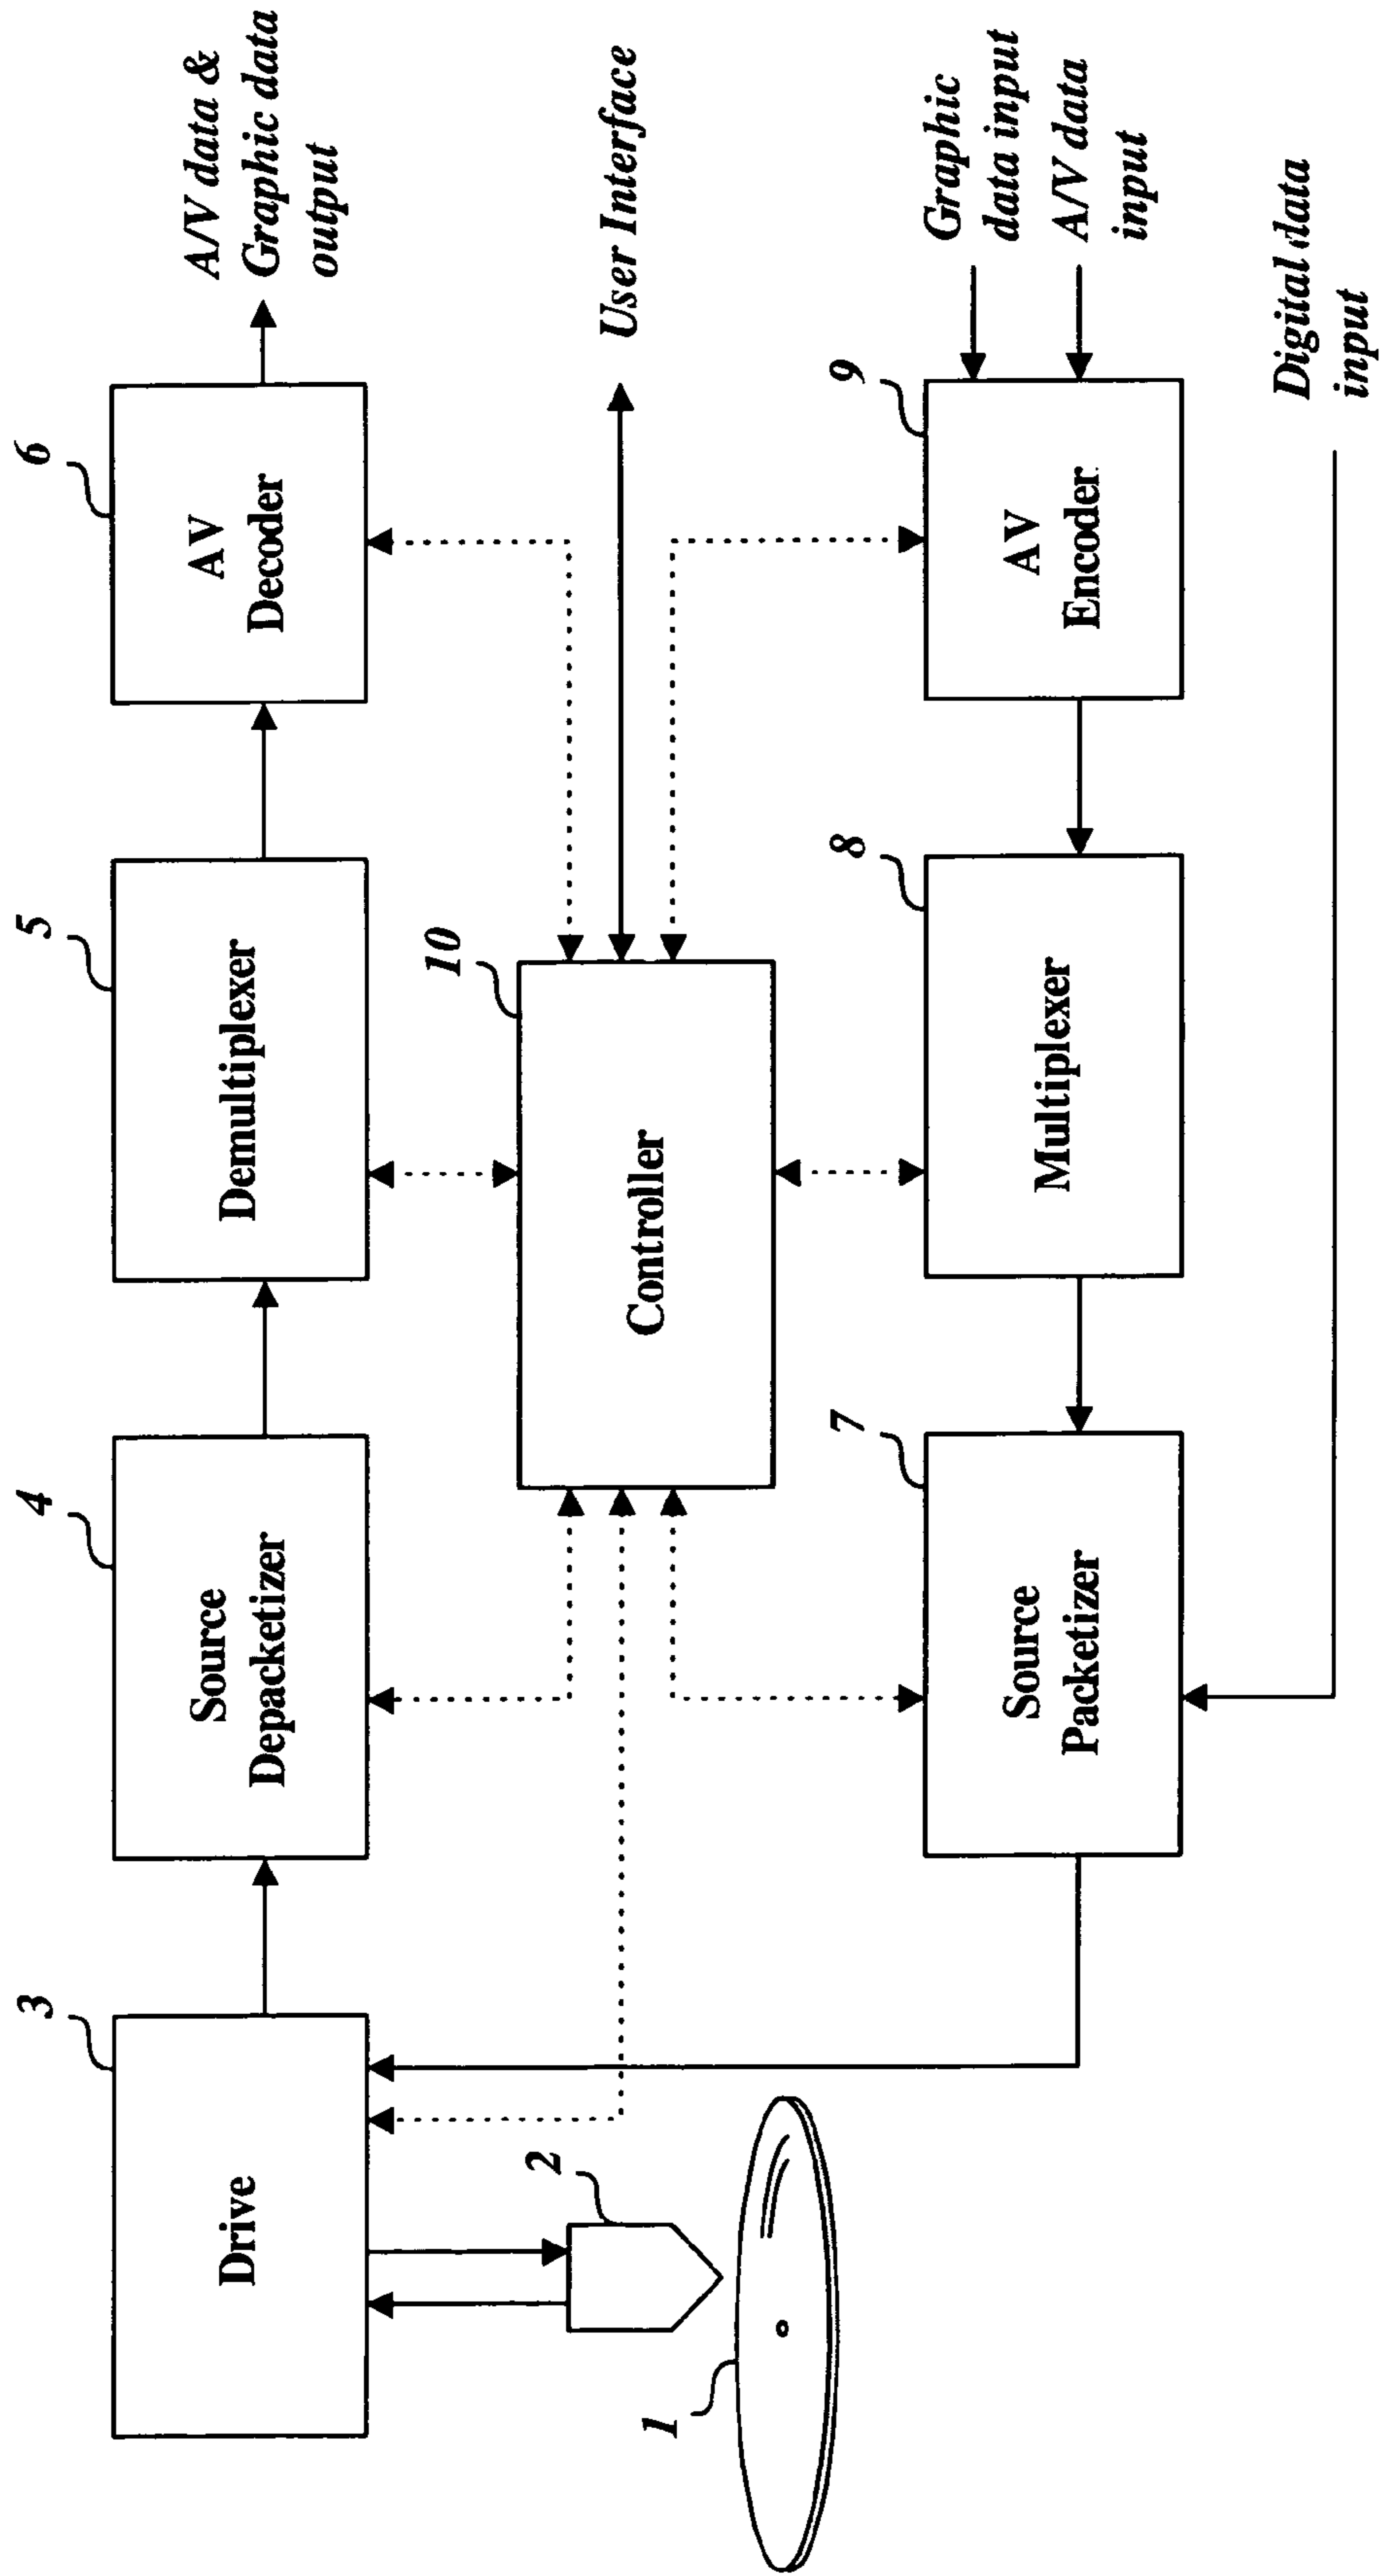 3
Drive
4
Source
Depacketizer
5
Demultiplexer
6
AV
Decoder
A/V data &
Graphic data
output
2
1
10
Controller
User Interface
7
Source
Packetizer
8
Multiplexer
9
AV
Encoder
Graphic
data input
A/V data
input
Digital data
input